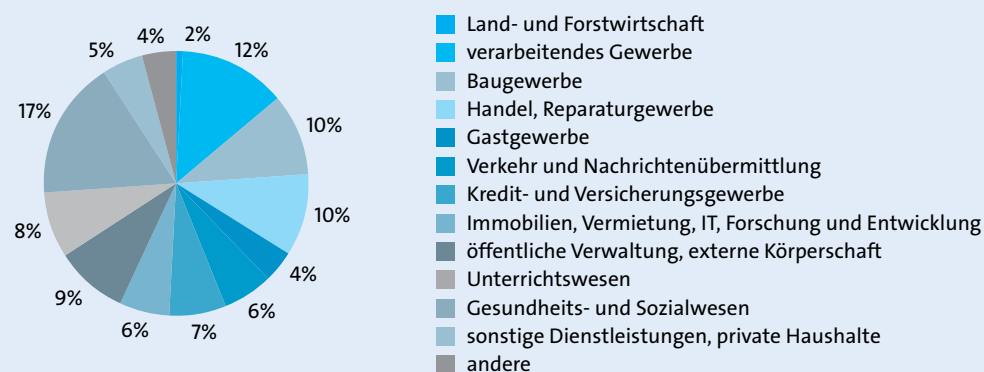 4%
2%
5%
12%
17%
10%
10%
8%
4%
9%
6%
6%
7%
Land- und Forstwirtschaft
verarbeitendes Gewerbe
Baugewerbe
Handel, Reparaturgewerbe
Gastgewerbe
Verkehr und Nachrichtenübermittlung
Kredit- und Versicherungsgewerbe
Immobilien, Vermietung, IT, Forschung und Entwicklung
öffentliche Verwaltung, externe Körperschaft
Unterrichtswesen
Gesundheits- und Sozialwesen
sonstige Dienstleistungen, private Haushalte
andere